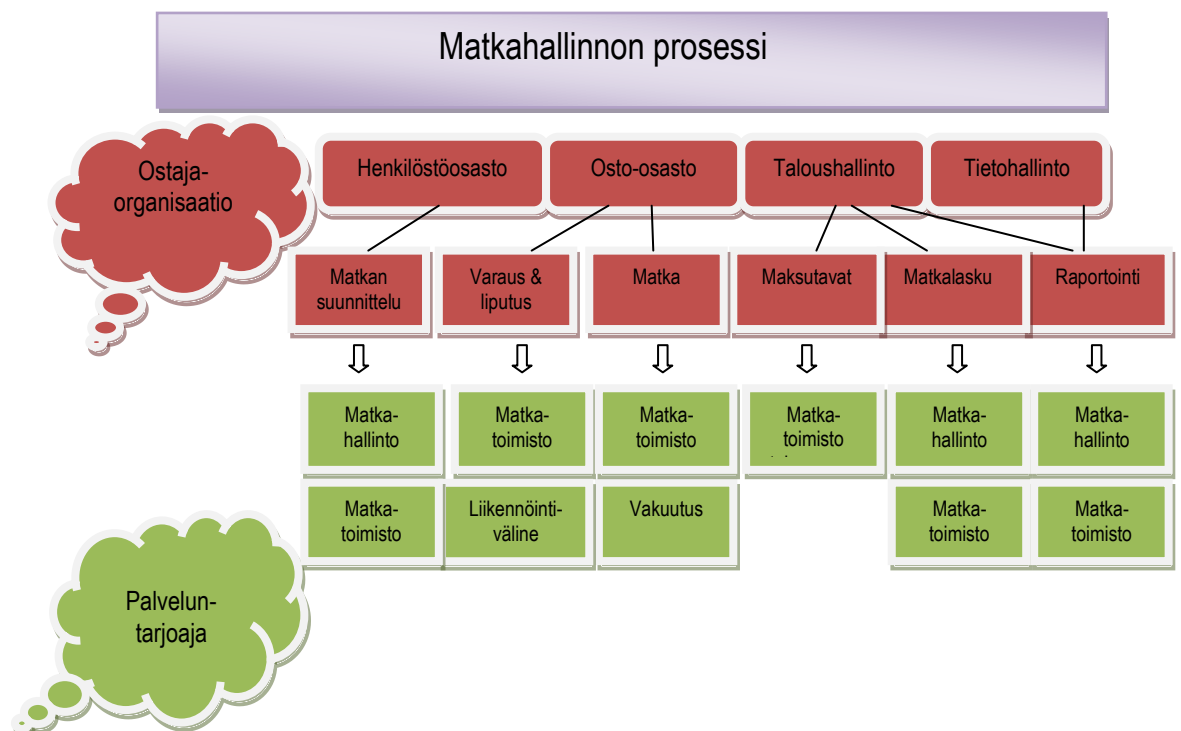 Matkahallinnon prosessi
Ostaja-
organisaatio
Henkilöstöosasto
Osto-osasto
Taloushallinto
Tietohallinto
Matkan
suunnittelu
Varaus &
liputus
Matka
Maksutavat
Matkalasku
Raportointi
Matka-
hallinto
Matka-
toimisto
Matka-
toimisto
Matka-
toimisto
Matka-
hallinto
Matka-
hallinto
Matka-
toimisto
Liikennöinti-
väline
Vakuutus
Matka-
toimisto
Matka-
toimisto
Palvelun-
tarjoaja